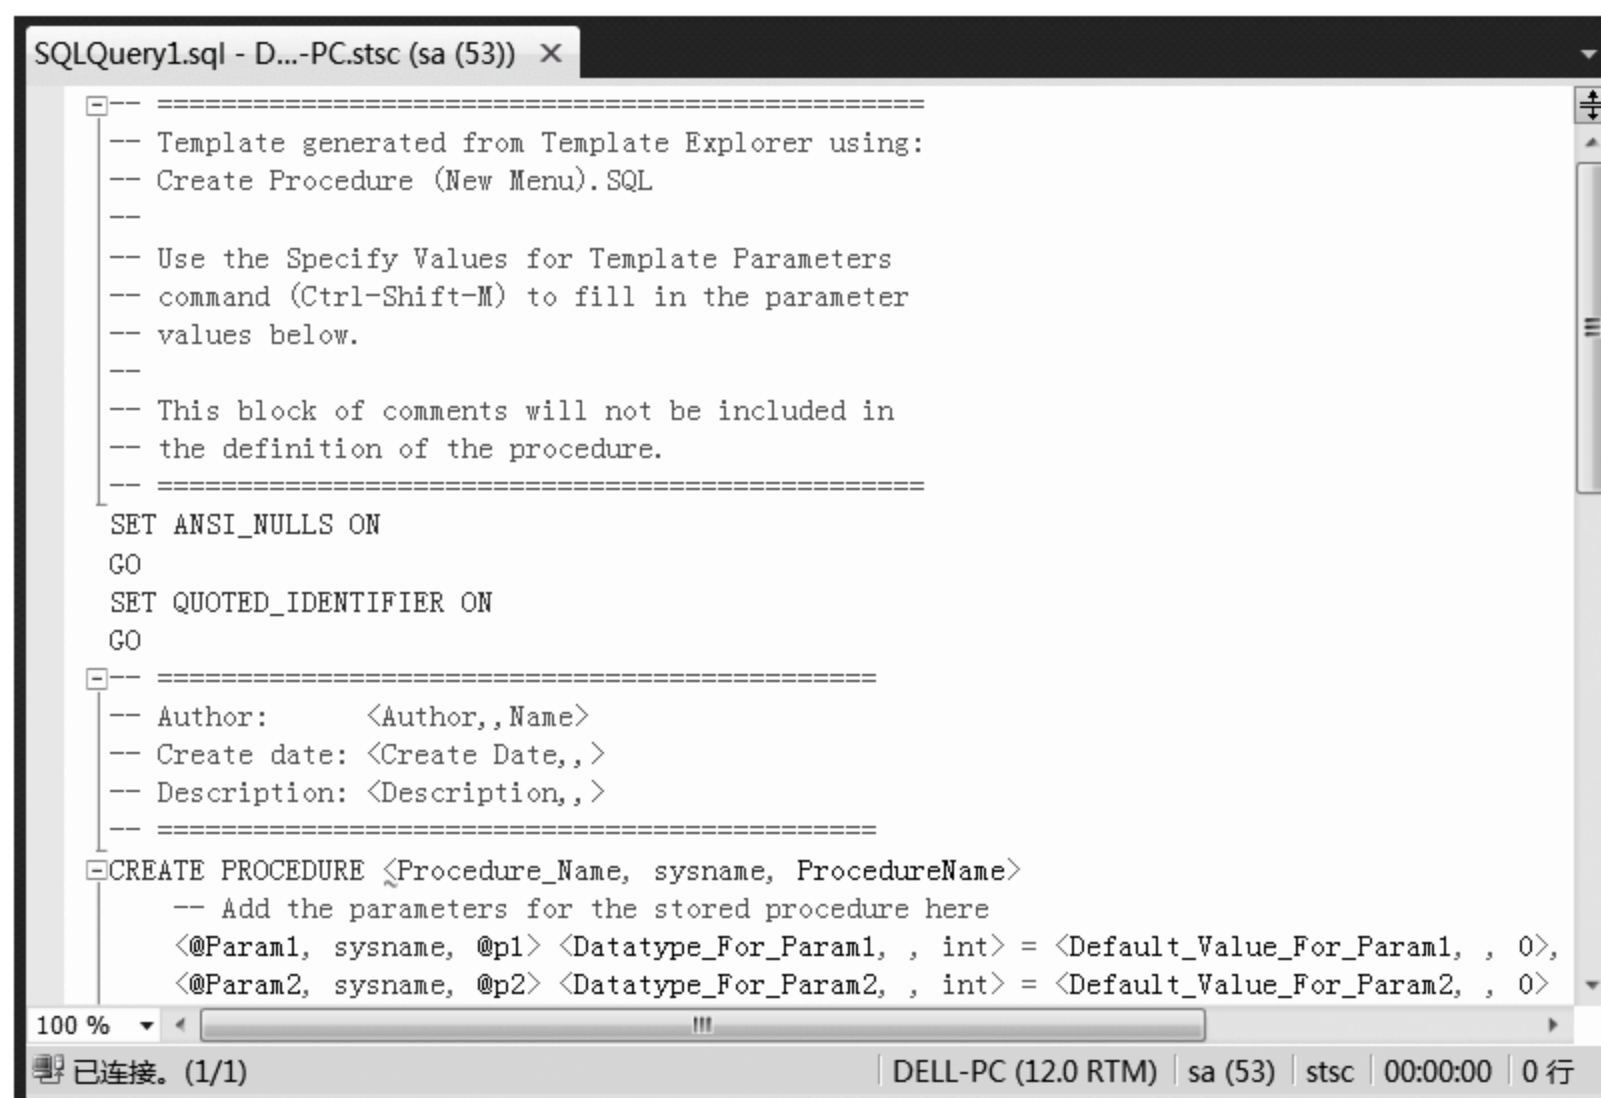 SQLQuery1.sql - D...-PC.stsc (sa (53)) ×
-- ================================================
-- Template generated from Template Explorer using:
-- Create Procedure (New Menu).SQL
--
-- Use the Specify Values for Template Parameters
-- command (Ctrl-Shift-M) to fill in the parameter
-- values below.
--
-- This block of comments will not be included in
-- the definition of the procedure.
-- ================================================
SET ANSI_NULLS ON
GO
SET QUOTED_IDENTIFIER ON
GO
-- =============================================
-- Author:      <Author,,Name>
-- Create date: <Create Date,,>
-- Description: <Description,,>
-- =============================================
CREATE PROCEDURE <Procedure_Name, sysname, ProcedureName>
    -- Add the parameters for the stored procedure here
    <@Param1, sysname, @p1> <Datatype_For_Param1, , int> = <Default_Value_For_Param1, , 0>,
    <@Param2, sysname, @p2> <Datatype_For_Param2, , int> = <Default_Value_For_Param2, , 0>
100 %
已连接。(1/1) DELL-PC (12.0 RTM) sa (53) stsc 00:00:00 0 行